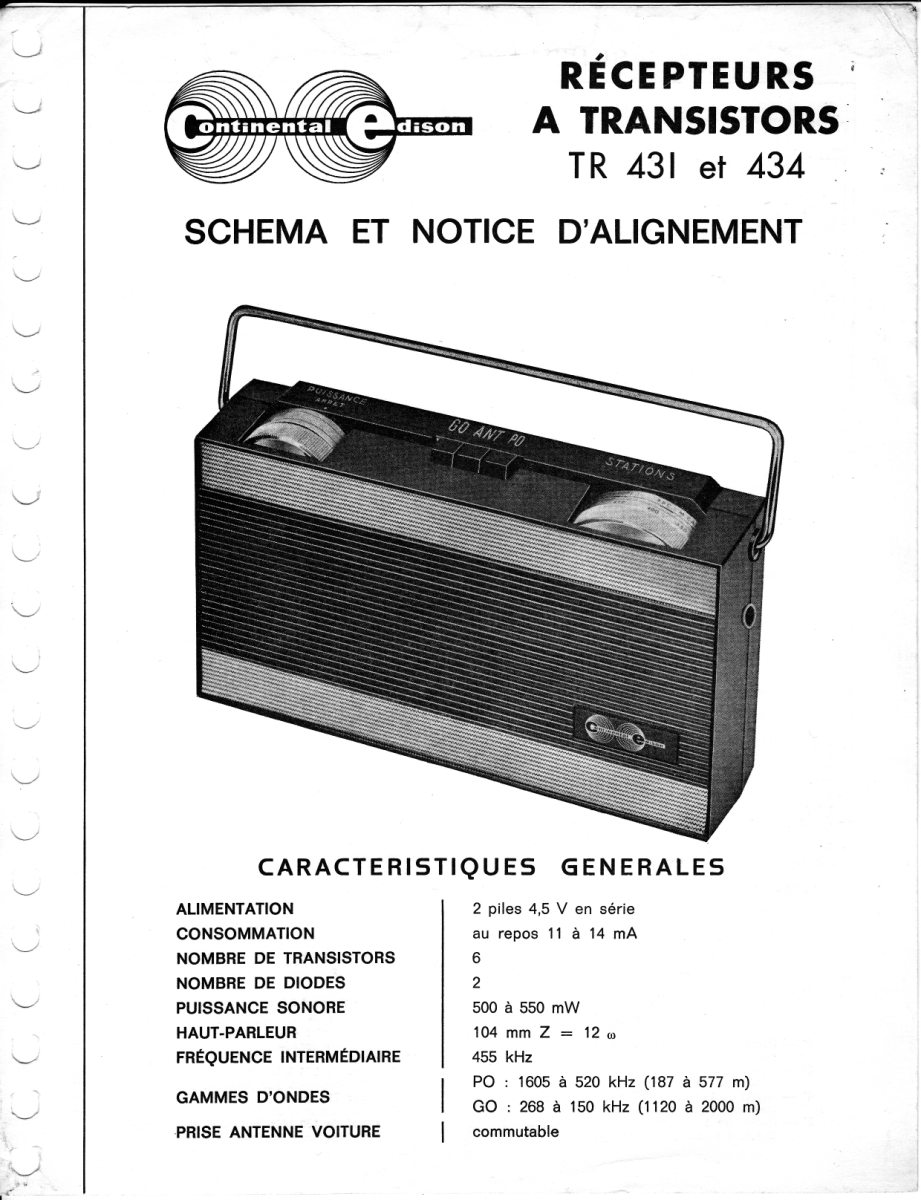 Continental Edison
RÉCEPTEURS
A TRANSISTORS
TR 431 et 434
SCHEMA ET NOTICE D'ALIGNEMENT
PUISSANCE
ARRET
GO ANT PO
STATIONS
Continental Edison
CARACTERISTIQUES GENERALES
ALIMENTATION 2 piles 4,5 V en série
CONSOMMATION au repos 11 à 14 mA
NOMBRE DE TRANSISTORS 6
NOMBRE DE DIODES 2
PUISSANCE SONORE 500 à 550 mW
HAUT-PARLEUR 104 mm Z = 12 ω
FRÉQUENCE INTERMÉDIAIRE 455 kHz
GAMMES D'ONDES PO : 1605 à 520 kHz (187 à 577 m)
GO : 268 à 150 kHz (1120 à 2000 m)
PRISE ANTENNE VOITURE commutable